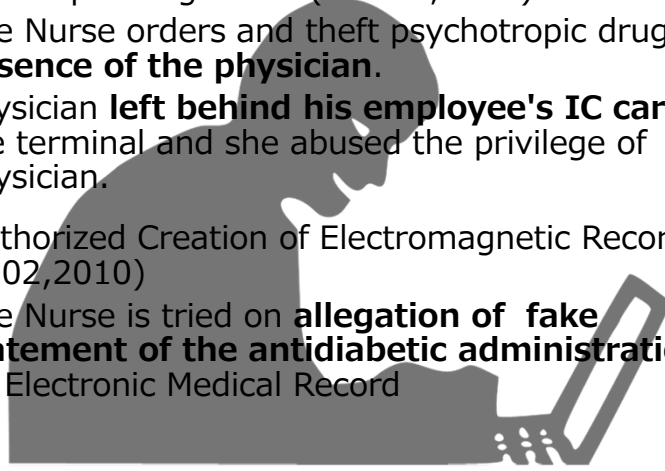 e Nurse orders and theft psychotropic drug
sence of the physician.
ysician left behind his employee's IC car
e terminal and she abused the privilege of
ysician.
thorized Creation of Electromagnetic Recor
02,2010)
e Nurse is tried on allegation of fake
atement of the antidiabetic administrati
Electronic Medical Record